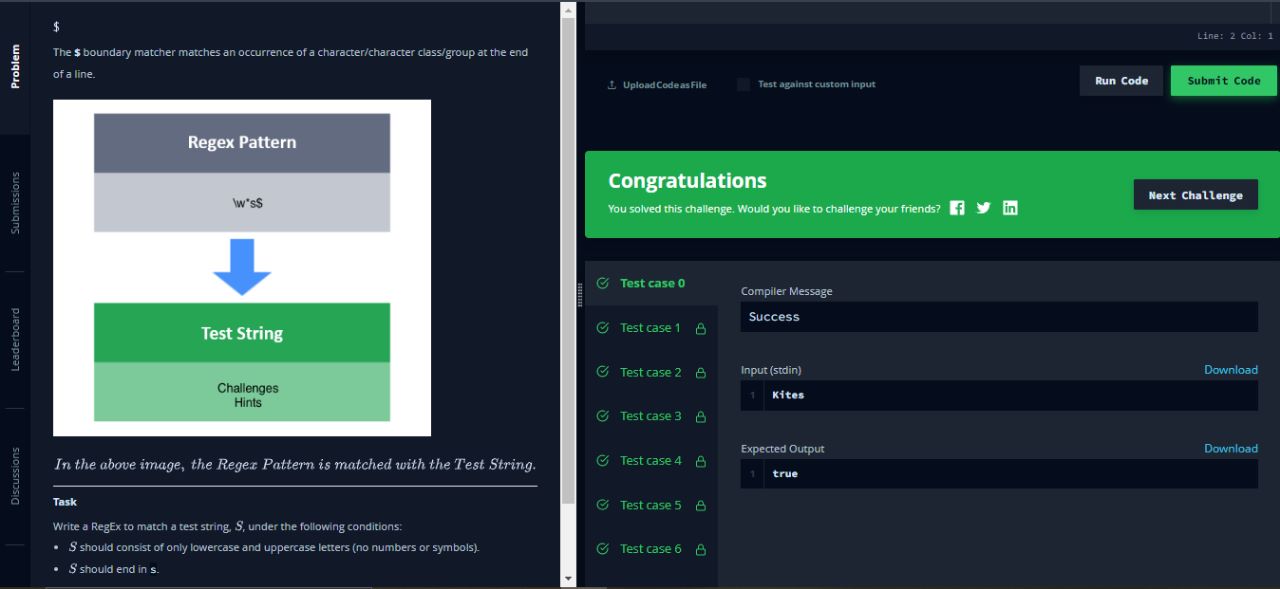 Problem
Submissions
Leaderboard
Discussions
$
The $ boundary matcher matches an occurrence of a character/character class/group at the end
of a line.
Regex Pattern
\w*s$
Test String
Challenges
Hints
In the above image, the Regex Pattern is matched with the Test String.
Task
Write a RegEx to match a test string, S, under the following conditions:
• S should consist of only lowercase and uppercase letters (no numbers or symbols).
• S should end in s.
Line: 2 Col: 1
Upload Code as File
Test against custom input
Run Code
Submit Code
Congratulations
You solved this challenge. Would you like to challenge your friends?
Next Challenge
Test case 0
Test case 1
Test case 2
Test case 3
Test case 4
Test case 5
Test case 6
Compiler Message
Success
Input (stdin)
Download
1 Kites
Expected Output
Download
1 true